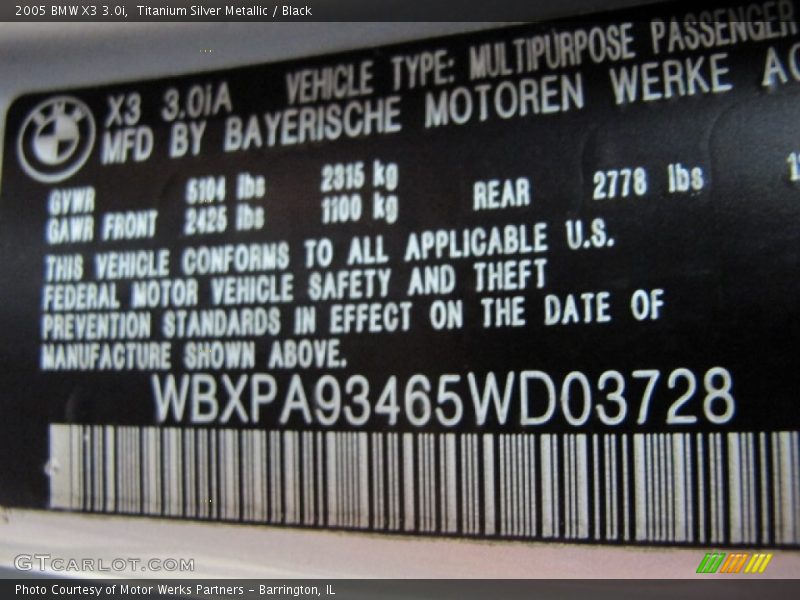 2005 BMW X3 3.0i, Titanium Silver Metallic / Black
X3 3.0iA VEHICLE TYPE: MULTIPURPOSE PASSENGER
MFD BY BAYERISCHE MOTOREN WERKE
GVWR 5104 lbs 2315 kg
GAWR FRONT 2425 lbs 1100 kg REAR 2778 lbs
THIS VEHICLE CONFORMS TO ALL APPLICABLE U.S.
FEDERAL MOTOR VEHICLE SAFETY AND THEFT
PREVENTION STANDARDS IN EFFECT ON THE DATE OF
MANUFACTURE SHOWN ABOVE.
WBXPA93465WD03728
GTCARLOT.COM
Photo Courtesy of Motor Werks Partners - Barrington, IL